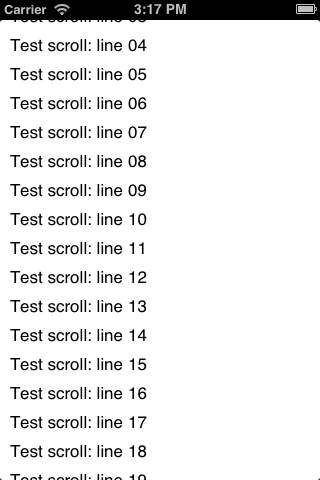 Carrier 3:17 PM
Test scroll: line 03
Test scroll: line 04
Test scroll: line 05
Test scroll: line 06
Test scroll: line 07
Test scroll: line 08
Test scroll: line 09
Test scroll: line 10
Test scroll: line 11
Test scroll: line 12
Test scroll: line 13
Test scroll: line 14
Test scroll: line 15
Test scroll: line 16
Test scroll: line 17
Test scroll: line 18
Test scroll: line 19